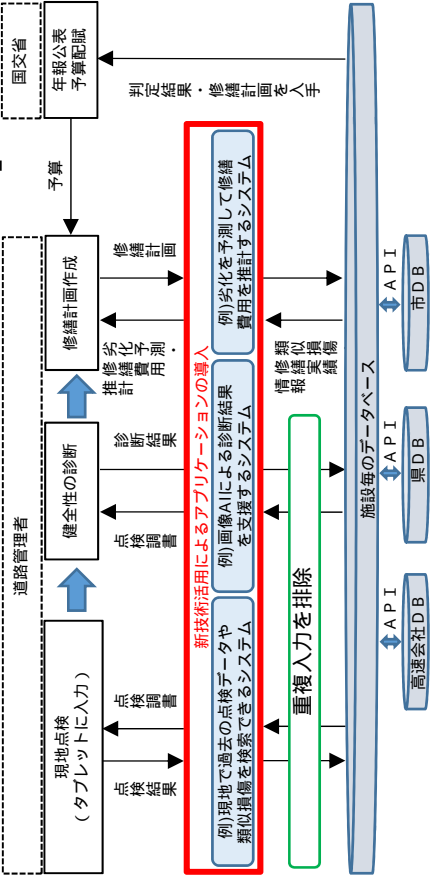 道路管理者
国交省
現地点検
(タブレットに入力)
健全性の診断
修繕計画作成
年報公表
予算配賦
予算
点検
結果
点検
調書
点検
調書
診断
結果
劣化予測・
修繕費用
推計
修繕
計画
判定結果・修繕計画を入手
新技術活用によるアプリケーションの導入
例)現地で過去の点検データや
類似損傷を検索できるシステム
例)画像AIによる診断結果
を支援するシステム
例)劣化を予測して修繕
費用を推計するシステム
重複入力を排除
類似損傷
修繕実績
情報
施設毎のデータベース
API
API
API
高速会社DB
県DB
市DB